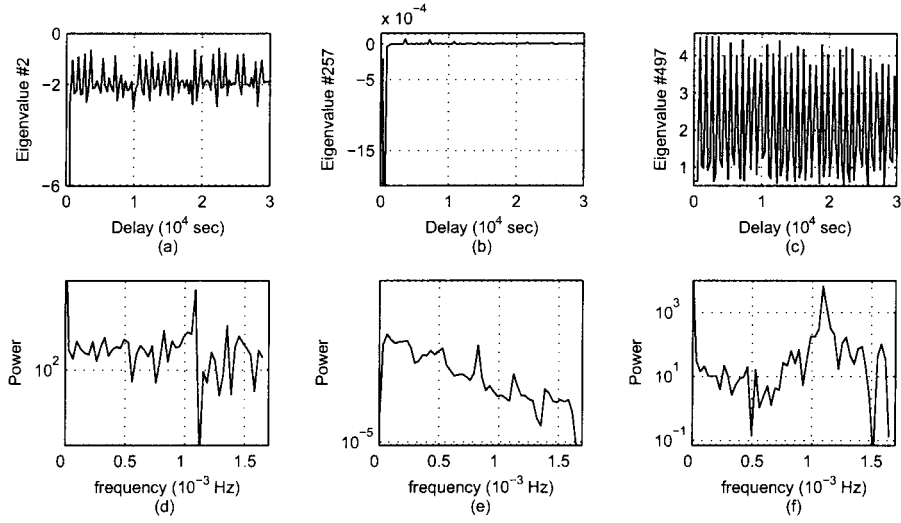 x 10⁻⁴
0
−2
−6
Eigenvalue #2
0 1 2 3
Delay (10⁴ sec)
(a)
0
−5
−15
Eigenvalue #257
0 1 2 3
Delay (10⁴ sec)
(b)
4
3
2
1
Eigenvalue #497
0 1 2 3
Delay (10⁴ sec)
(c)
10²
Power
0 0.5 1 1.5
frequency (10⁻³ Hz)
(d)
10⁻⁵
Power
0 0.5 1 1.5
frequency (10⁻³ Hz)
(e)
10³
10¹
10⁻¹
Power
0 0.5 1 1.5
frequency (10⁻³ Hz)
(f)